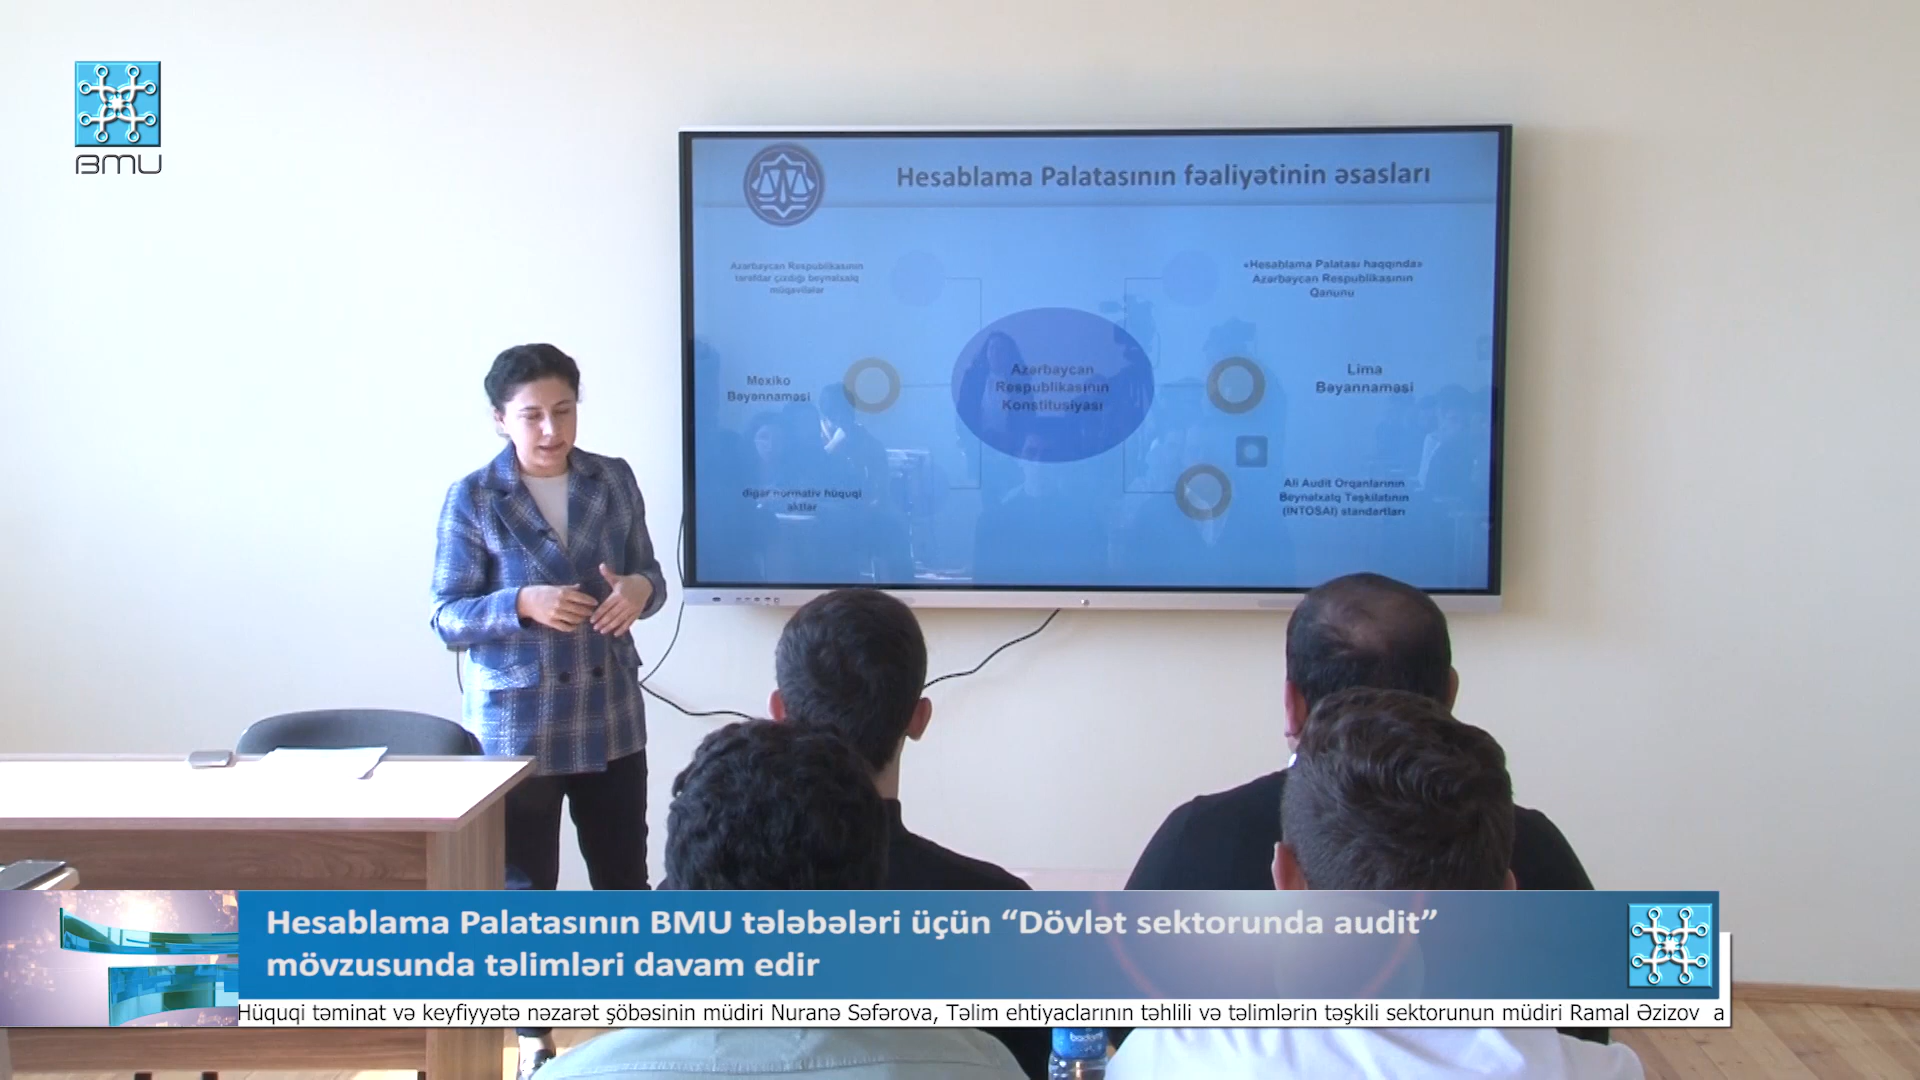 BMU
Hesablama Palatasının fəaliyətinin əsasları
Azərbaycan Respublikasının
tərəfdar çıxdığı beynəlxalq
müqavilələr
«Hesablama Palatası haqqında»
Azərbaycan Respublikasının
Qanunu
Mexiko
Bəyannaməsi
Azərbaycan
Respublikasının
Konstitusiyası
Lima
Bəyannaməsi
digər normativ hüquqi
aktlar
Ali Audit Orqanlarının
Beynəlxalq Təşkilatının
(INTOSAI) standartları
Hesablama Palatasının BMU tələbələri üçün “Dövlət sektorunda audit”
mövzusunda təlimləri davam edir
Hüquqi təminat və keyfiyyətə nəzarət şöbəsinin müdiri Nuranə Səfərova, Təlim ehtiyaclarının təhlili və təlimlərin təşkili sektorunun müdiri Ramal Əzizov a